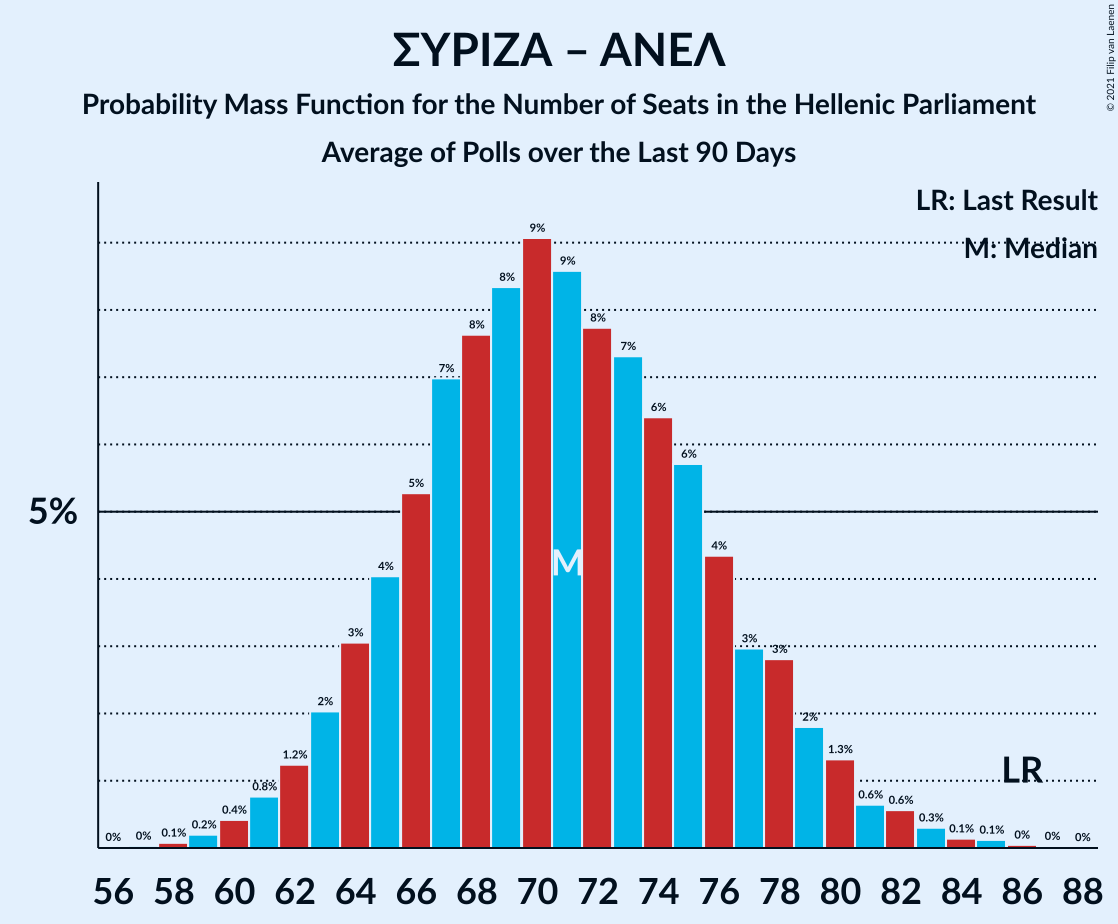 ΣΥΡΙΖΑ – ΑΝΕΛ
Probability Mass Function for the Number of Seats in the Hellenic Parliament
Average of Polls over the Last 90 Days
© 2021 Filip van Laenen
LR: Last Result
M: Median
5%
0% 0% 0.1% 0.2% 0.4% 0.8% 1.2% 2% 3% 4% 5% 7% 8% 8% 9% 9% 8% 7% 6% 6% 4% 3% 3% 2% 1.3% 0.6% 0.6% 0.3% 0.1% 0.1% 0% 0% 0%
M
LR
56 58 60 62 64 66 68 70 72 74 76 78 80 82 84 86 88